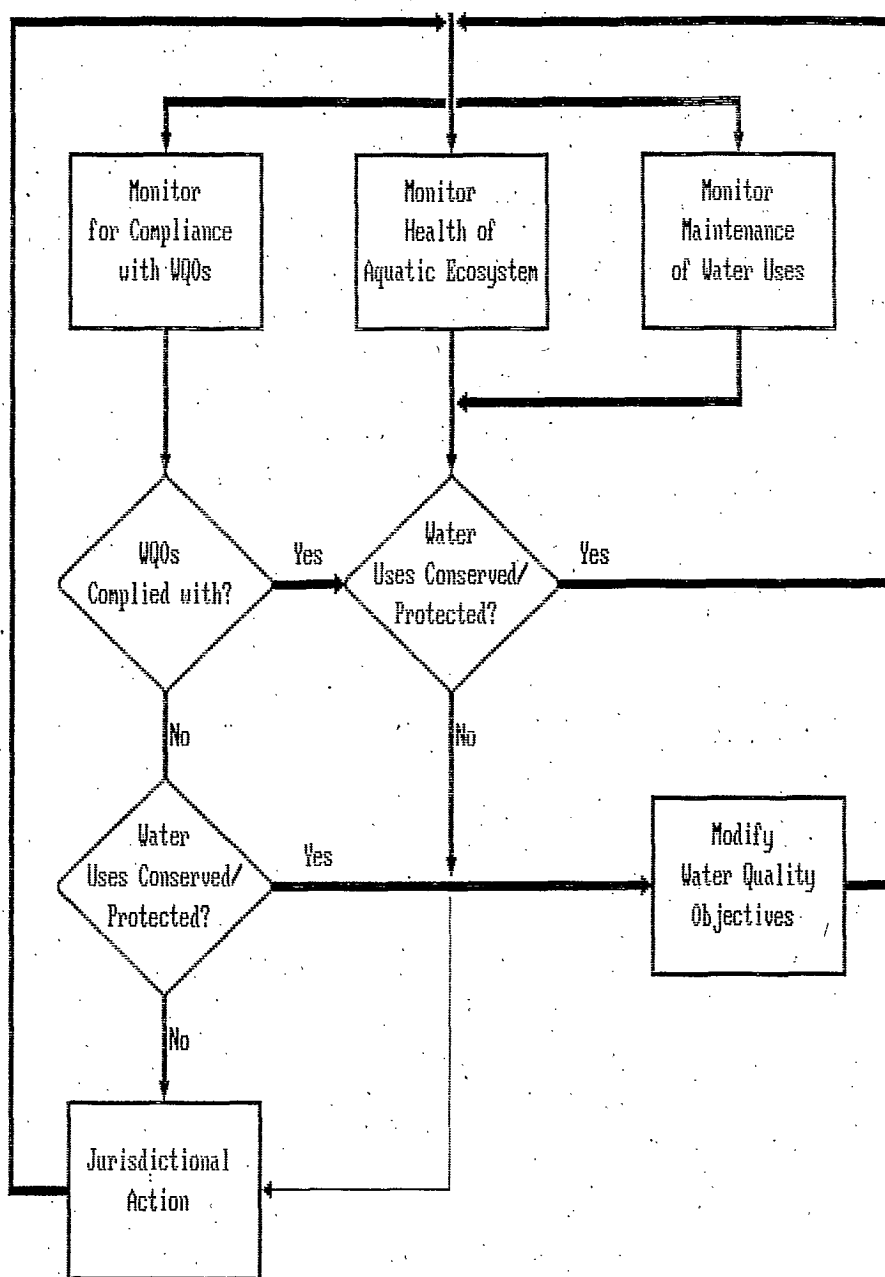 Monitor
for Compliance
with WQOs
Monitor
Health of
Aquatic Ecosystem
Monitor
Maintenance
of Water Uses
WQOs
Complied with?
Yes
Water
Uses Conserved/
Protected?
Yes
No
No
Water
Uses Conserved/
Protected?
Yes
Modify
Water Quality
Objectives
No
Jurisdictional
Action